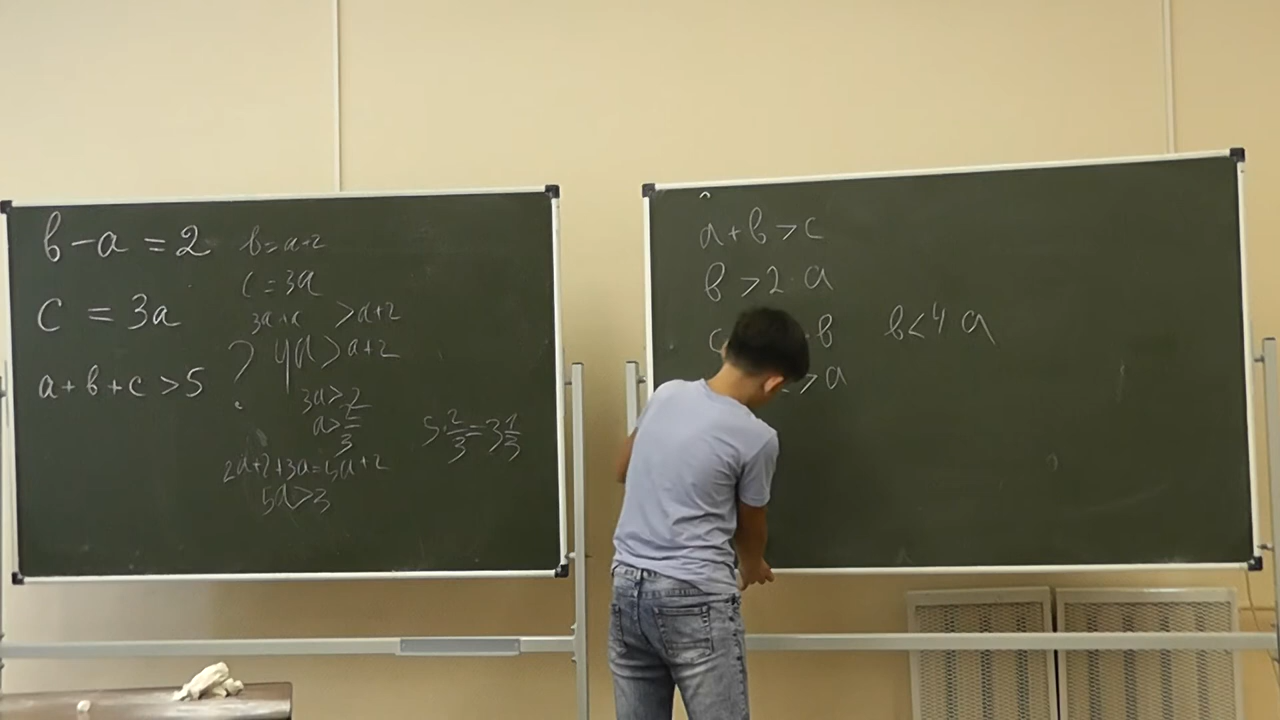 в - a = 2
c = 3a
a + в + c > 5
в = a+2
c = 3a
3a+a > a+2
? 4a > a+2
3a > 2
a > 2/3
2a+2+3a=5a+2
5a>3
5·2/3=3 1/3
a + в > c
в > 2·a
в
> a
в < 4a